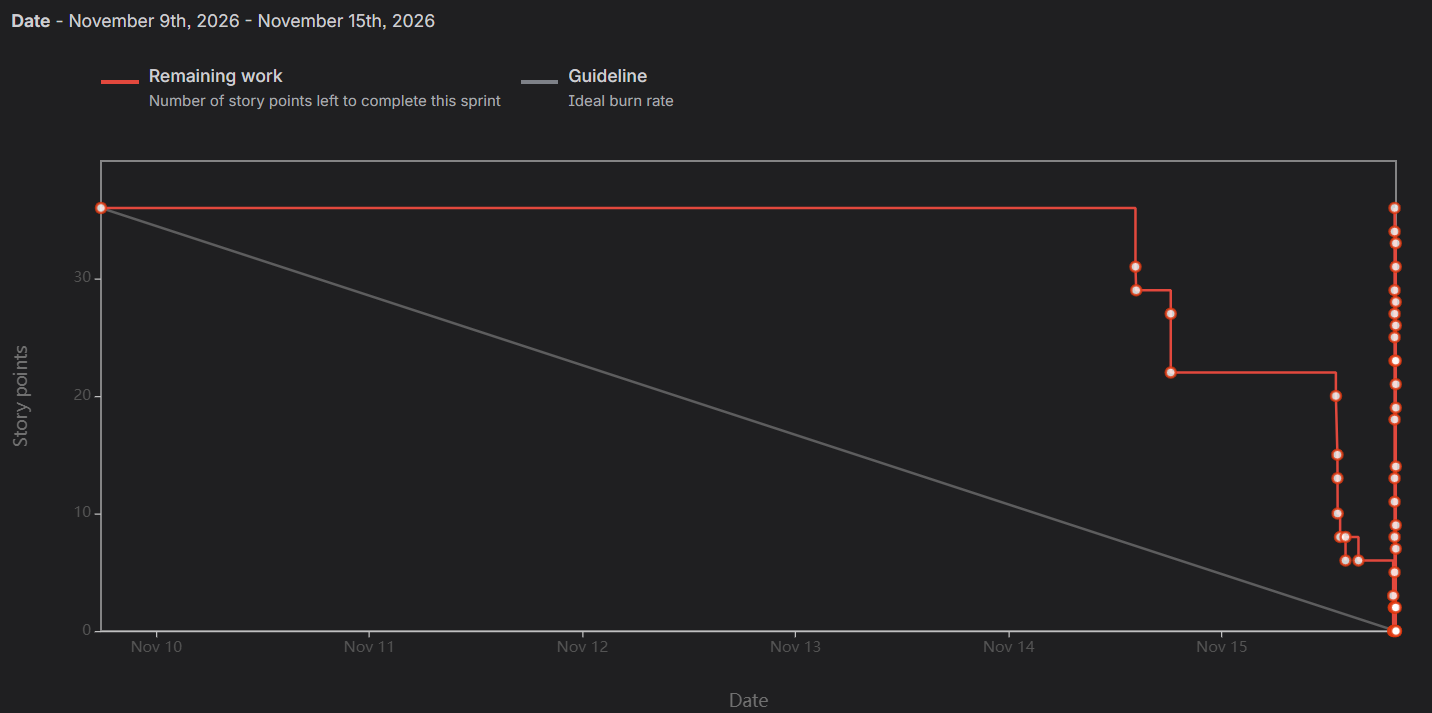 Date - November 9th, 2026 - November 15th, 2026
Remaining work
Number of story points left to complete this sprint
Guideline
Ideal burn rate
Story points
30
20
10
0
Nov 10
Nov 11
Nov 12
Nov 13
Nov 14
Nov 15
Date